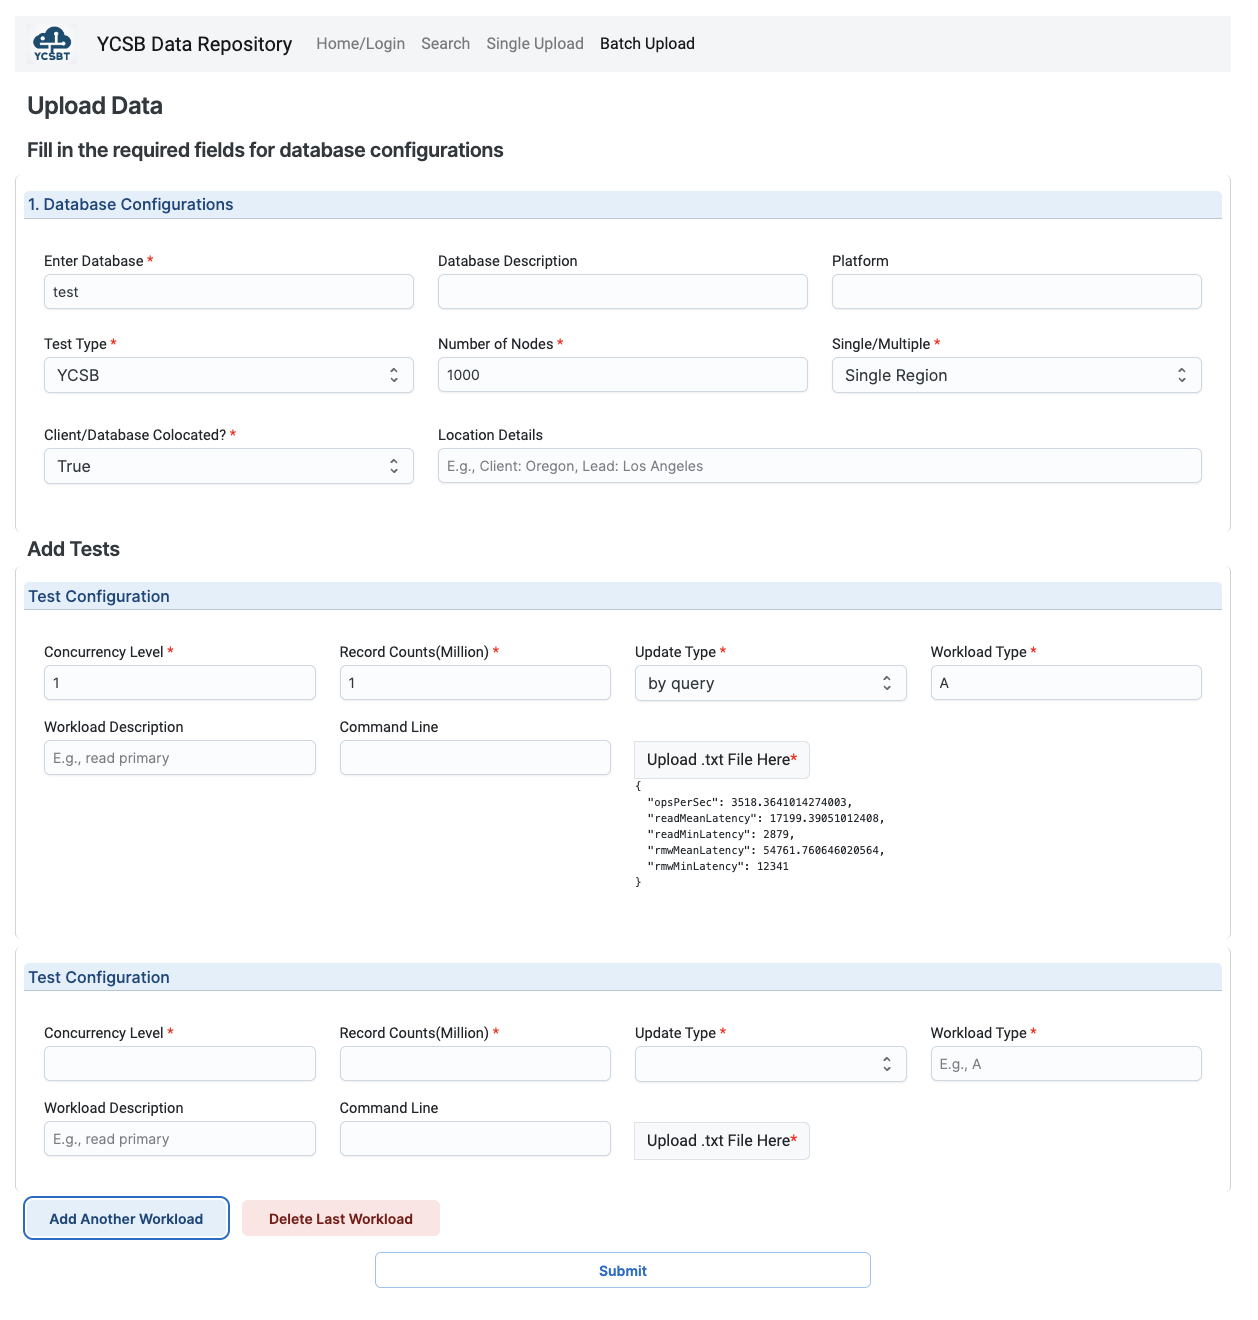 YCSBT
YCSB Data Repository Home/Login Search Single Upload Batch Upload
Upload Data
Fill in the required fields for database configurations
1. Database Configurations
Enter Database * Database Description Platform
test
Test Type * Number of Nodes * Single/Multiple *
YCSB 1000 Single Region
Client/Database Colocated? * Location Details
True E.g., Client: Oregon, Lead: Los Angeles
Add Tests
Test Configuration
Concurrency Level * Record Counts(Million) * Update Type * Workload Type *
1 1 by query A
Workload Description Command Line
E.g., read primary Upload .txt File Here*
{
"opsPerSec": 3518.3641014274003,
"readMeanLatency": 17199.39051012408,
"readMinLatency": 2879,
"rmwMeanLatency": 54761.760646020564,
"rmwMinLatency": 12341
}
Test Configuration
Concurrency Level * Record Counts(Million) * Update Type * Workload Type *
E.g., A
Workload Description Command Line
E.g., read primary Upload .txt File Here*
Add Another Workload Delete Last Workload
Submit